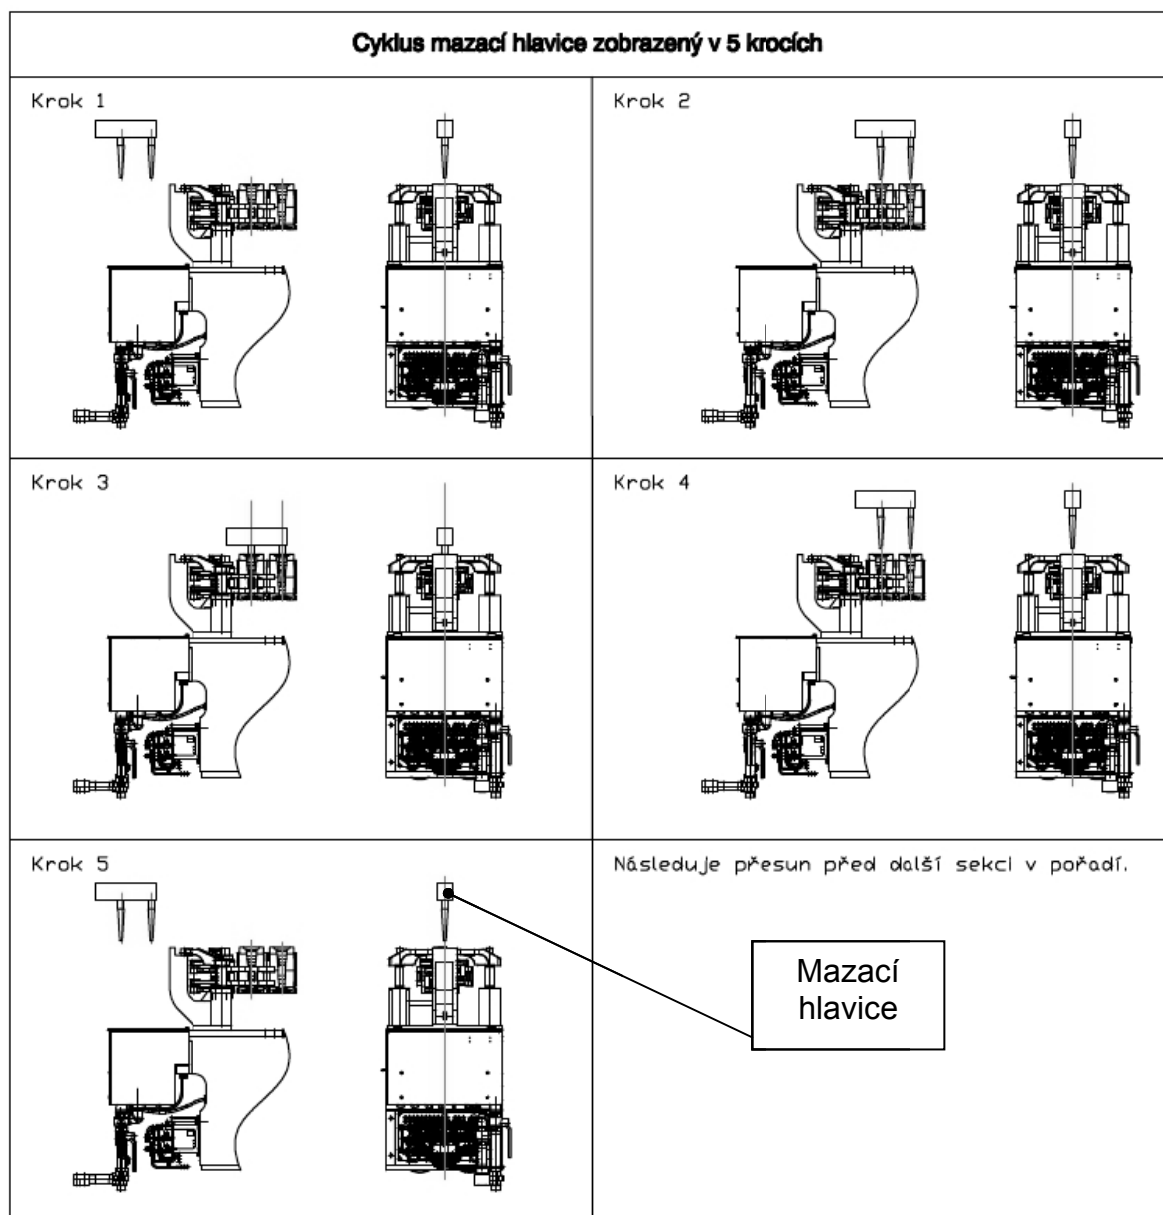 Cyklus mazací hlavice zobrazený v 5 krocích
Krok 1
Krok 2
Krok 3
Krok 4
Krok 5
Následuje přesun před další sekci v pořadí.
Mazací
hlavice